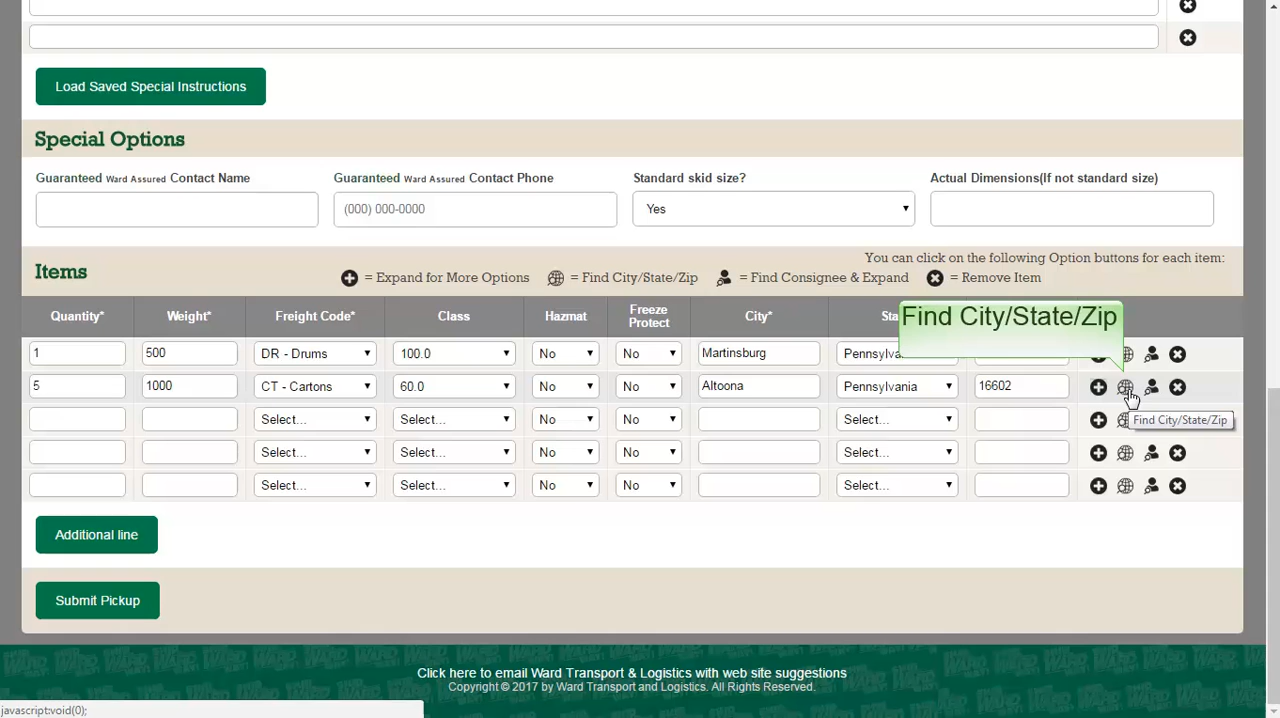 Load Saved Special Instructions
Special Options
Guaranteed Ward Assured Contact Name
Guaranteed Ward Assured Contact Phone
Standard skid size?
Actual Dimensions(If not standard size)
(000) 000-0000
Yes
You can click on the following Option buttons for each item:
Items
= Expand for More Options
= Find City/State/Zip
= Find Consignee & Expand
= Remove Item
Quantity* Weight* Freight Code* Class Hazmat Freeze Protect City*
Find City/State/Zip
1 500 DR - Drums 100.0 No No Martinsburg
5 1000 CT - Cartons 60.0 No No Altoona Pennsylvania 16602
Select... Select... No No Select...
Find City/State/Zip
Select... Select... No No Select...
Select... Select... No No Select...
Additional line
Submit Pickup
Click here to email Ward Transport & Logistics with web site suggestions
Copyright © 2017 by Ward Transport and Logistics. All Rights Reserved.
javascript:void(0);